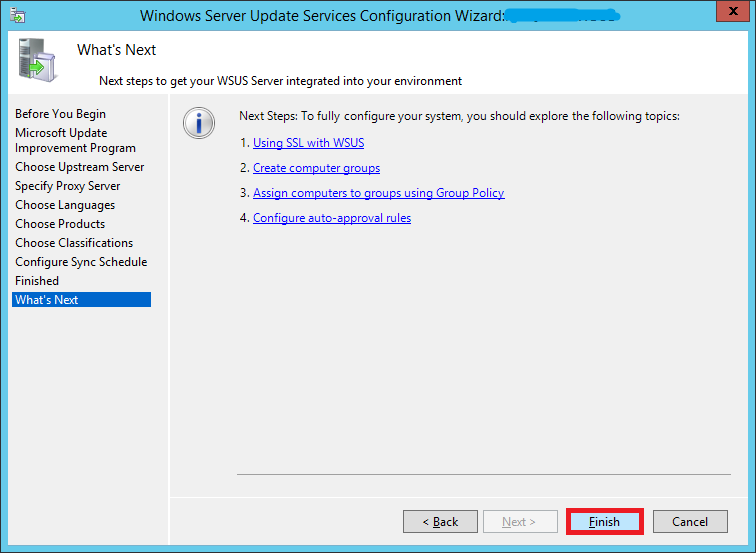 Windows Server Update Services Configuration Wizard:
X
What's Next
Next steps to get your WSUS Server integrated into your environment
Before You Begin
Microsoft Update
Improvement Program
Choose Upstream Server
Specify Proxy Server
Choose Languages
Choose Products
Choose Classifications
Configure Sync Schedule
Finished
What's Next
Next Steps: To fully configure your system, you should explore the following topics:
1. Using SSL with WSUS
2. Create computer groups
3. Assign computers to groups using Group Policy
4. Configure auto-approval rules
< Back
Next >
Finish
Cancel